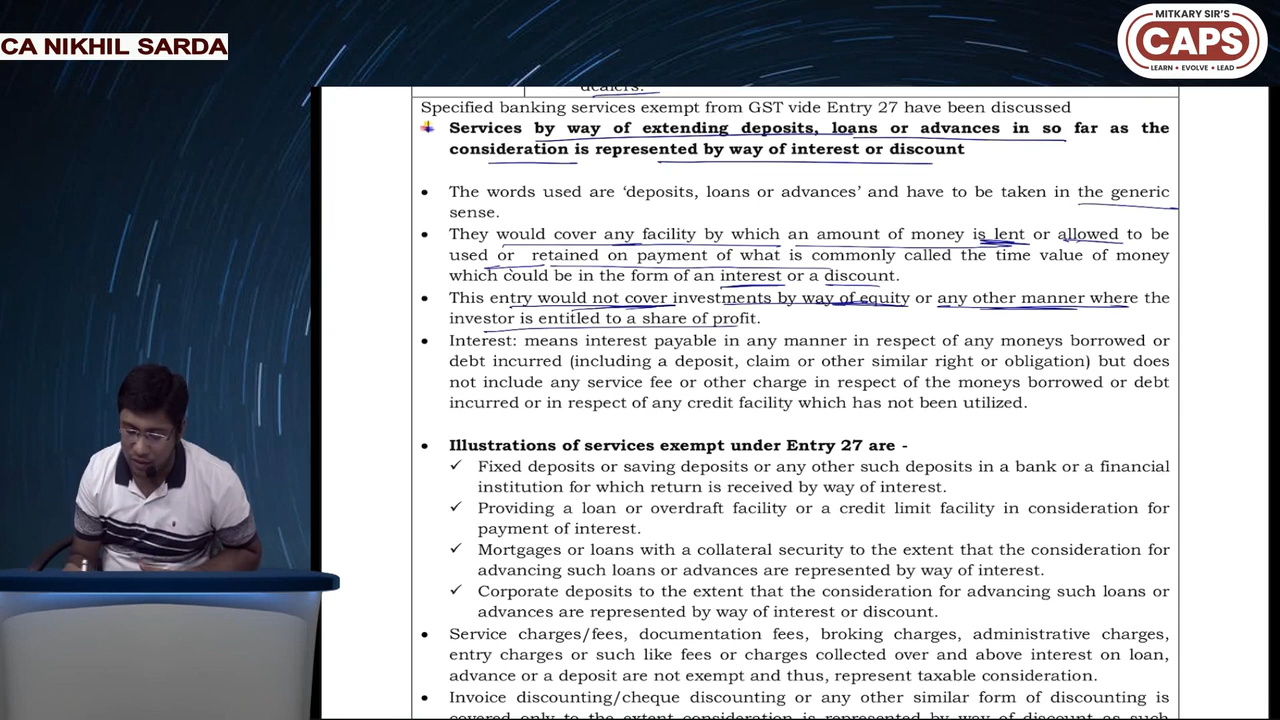 CA NIKHIL SARDA
MITKARY SIR'S
CAPS
LEARN • EVOLVE • LEAD
dealers.
Specified banking services exempt from GST vide Entry 27 have been discussed
Services by way of extending deposits, loans or advances in so far as the
consideration is represented by way of interest or discount
• The words used are ‘deposits, loans or advances’ and have to be taken in the generic
sense.
• They would cover any facility by which an amount of money is lent or allowed to be
used or retained on payment of what is commonly called the time value of money
which could be in the form of an interest or a discount.
• This entry would not cover investments by way of equity or any other manner where the
investor is entitled to a share of profit.
• Interest: means interest payable in any manner in respect of any moneys borrowed or
debt incurred (including a deposit, claim or other similar right or obligation) but does
not include any service fee or other charge in respect of the moneys borrowed or debt
incurred or in respect of any credit facility which has not been utilized.
• Illustrations of services exempt under Entry 27 are -
✓ Fixed deposits or saving deposits or any other such deposits in a bank or a financial
institution for which return is received by way of interest.
✓ Providing a loan or overdraft facility or a credit limit facility in consideration for
payment of interest.
✓ Mortgages or loans with a collateral security to the extent that the consideration for
advancing such loans or advances are represented by way of interest.
✓ Corporate deposits to the extent that the consideration for advancing such loans or
advances are represented by way of interest or discount.
• Service charges/fees, documentation fees, broking charges, administrative charges,
entry charges or such like fees or charges collected over and above interest on loan,
advance or a deposit are not exempt and thus, represent taxable consideration.
• Invoice discounting/cheque discounting or any other similar form of discounting is
covered only to the extent consideration is represented by way of discount as such